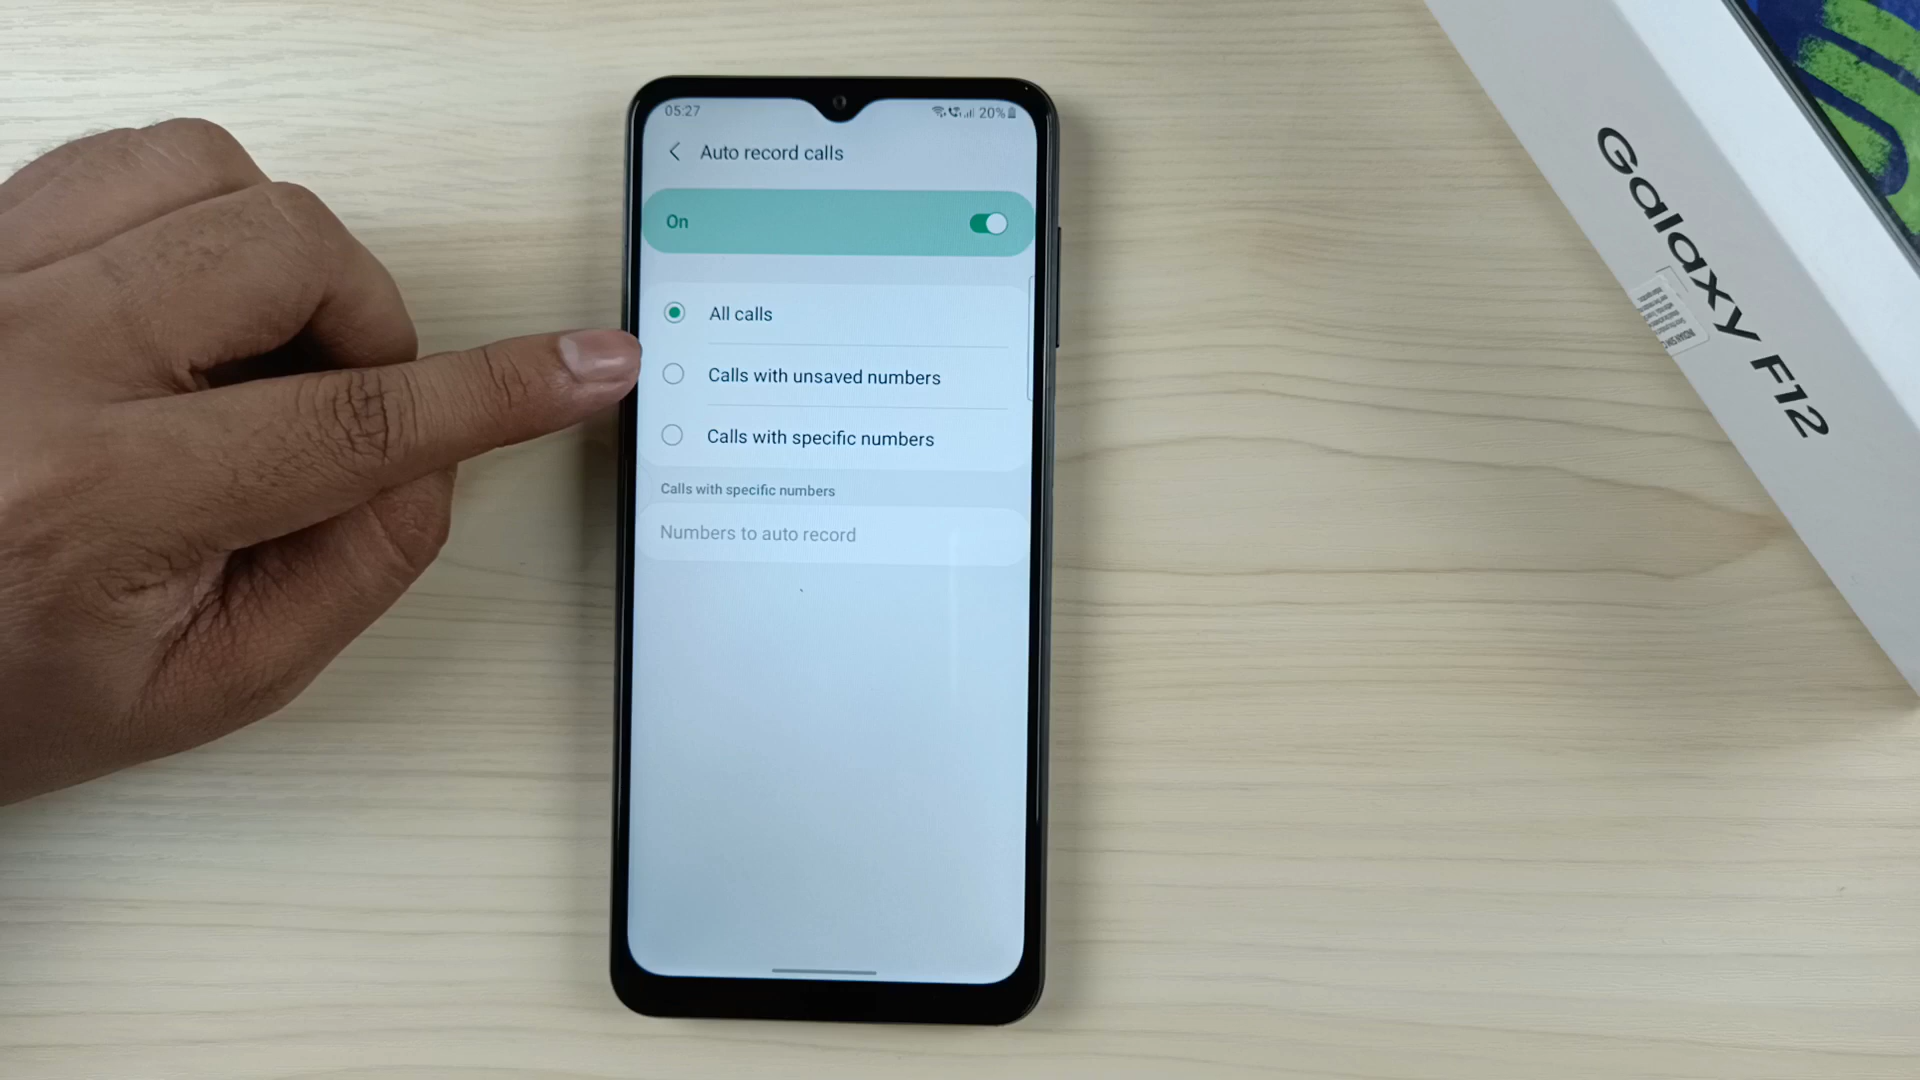 05:27
20%
Auto record calls
On
All calls
Calls with unsaved numbers
Calls with specific numbers
Calls with specific numbers
Numbers to auto record
Galaxy F12